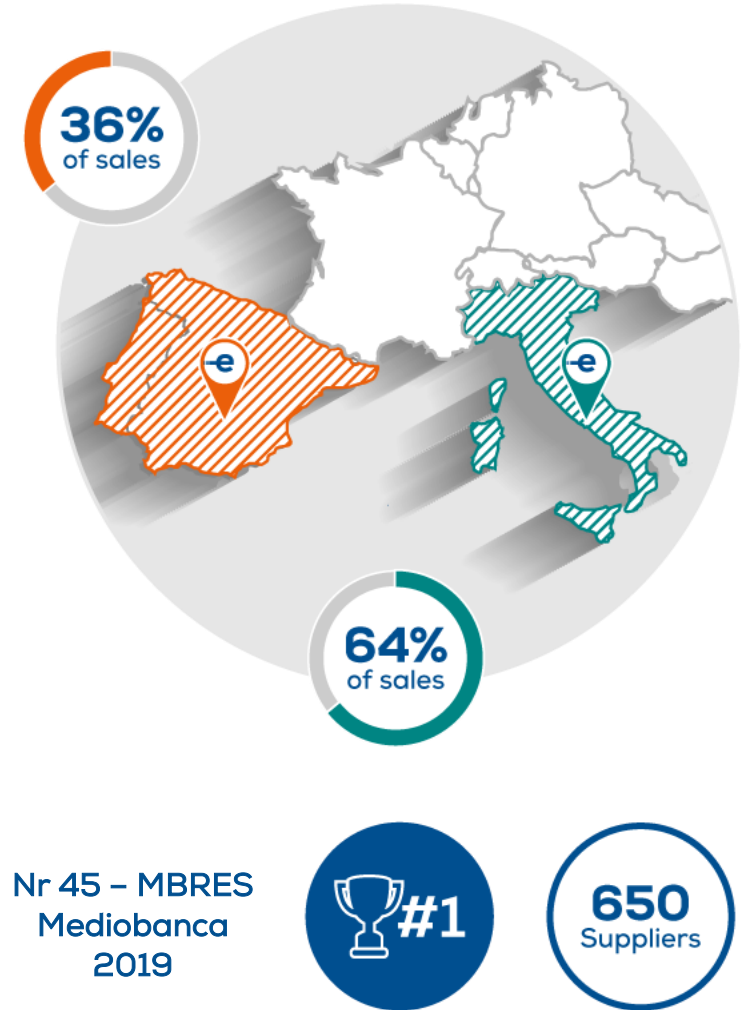 36%
of sales
-e
-e
64%
of sales
Nr 45 – MBRES
Mediobanca
2019
#1
650
Suppliers